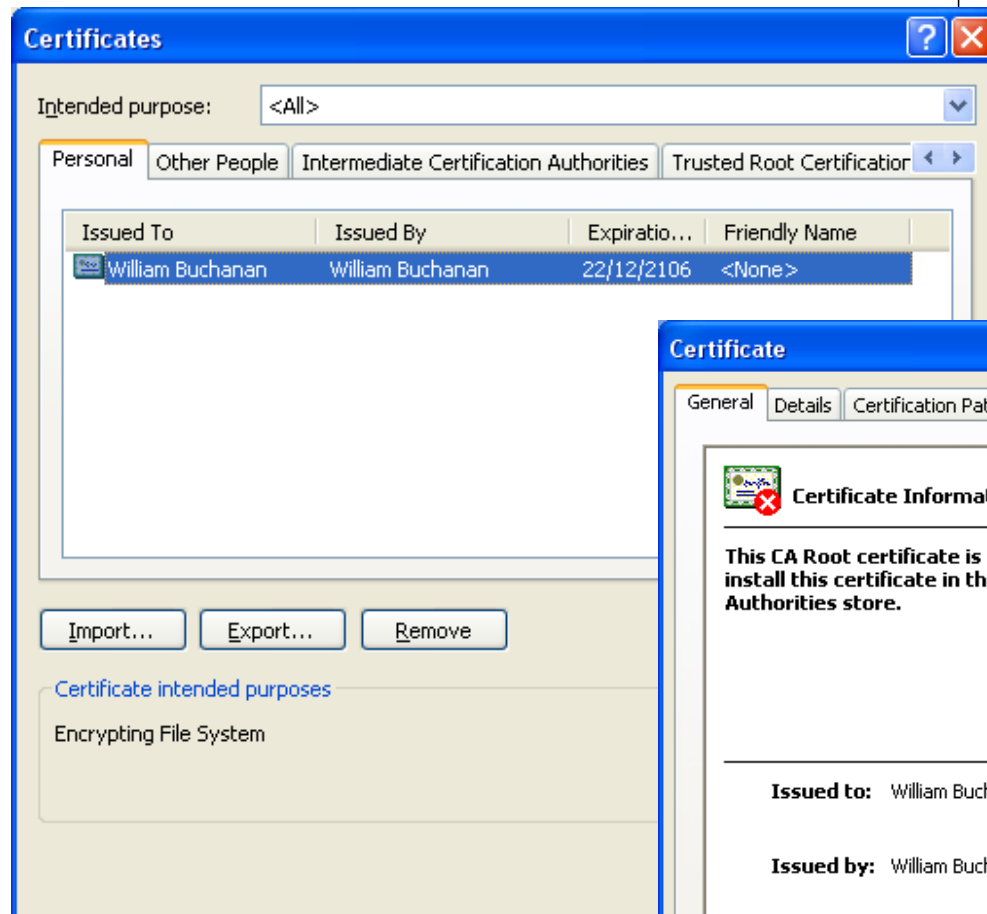 Certificates
Intended purpose: <All>
Personal Other People Intermediate Certification Authorities Trusted Root Certification
Issued To Issued By Expiratio... Friendly Name
William Buchanan William Buchanan 22/12/2106 <None>
Import... Export... Remove
Certificate intended purposes
Encrypting File System
Certificate
General Details Certification Pat
Certificate Informat
This CA Root certificate is
install this certificate in th
Authorities store.
Issued to: William Buch
Issued by: William Buch